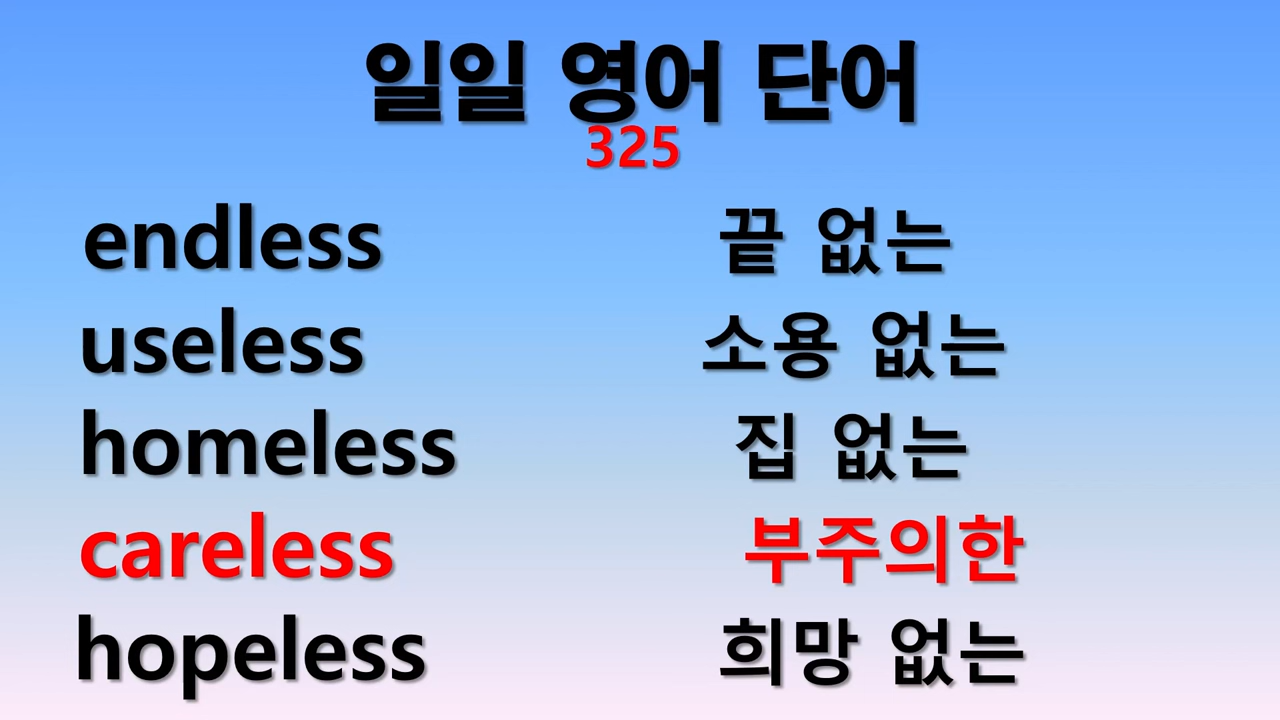 일일 영어 단어
325
endless 끝 없는
useless 소용 없는
homeless 집 없는
careless 부주의한
hopeless 희망 없는